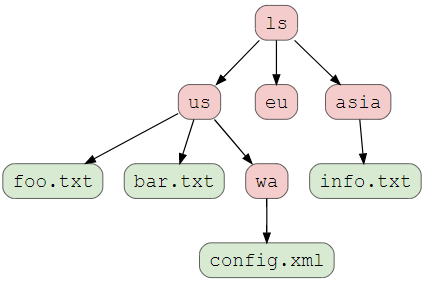 ls
us eu asia
foo.txt bar.txt wa info.txt
config.xml